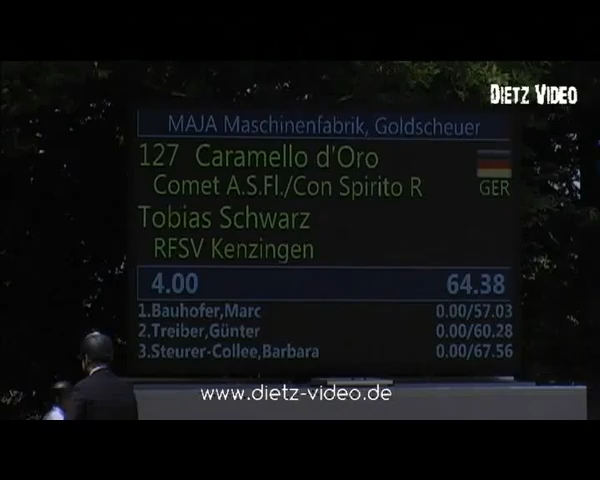 Dietz Video
MAJA Maschinenfabrik, Goldscheuer
127 Caramello d'Oro
Comet A.S.Fl./Con Spirito R GER
Tobias Schwarz
RFSV Kenzingen
4.00 64.38
1.Bauhofer,Marc 0.00/57.03
2.Treiber,Günter 0.00/60.28
3.Steurer-Collee,Barbara 0.00/67.56
www.dietz-video.de